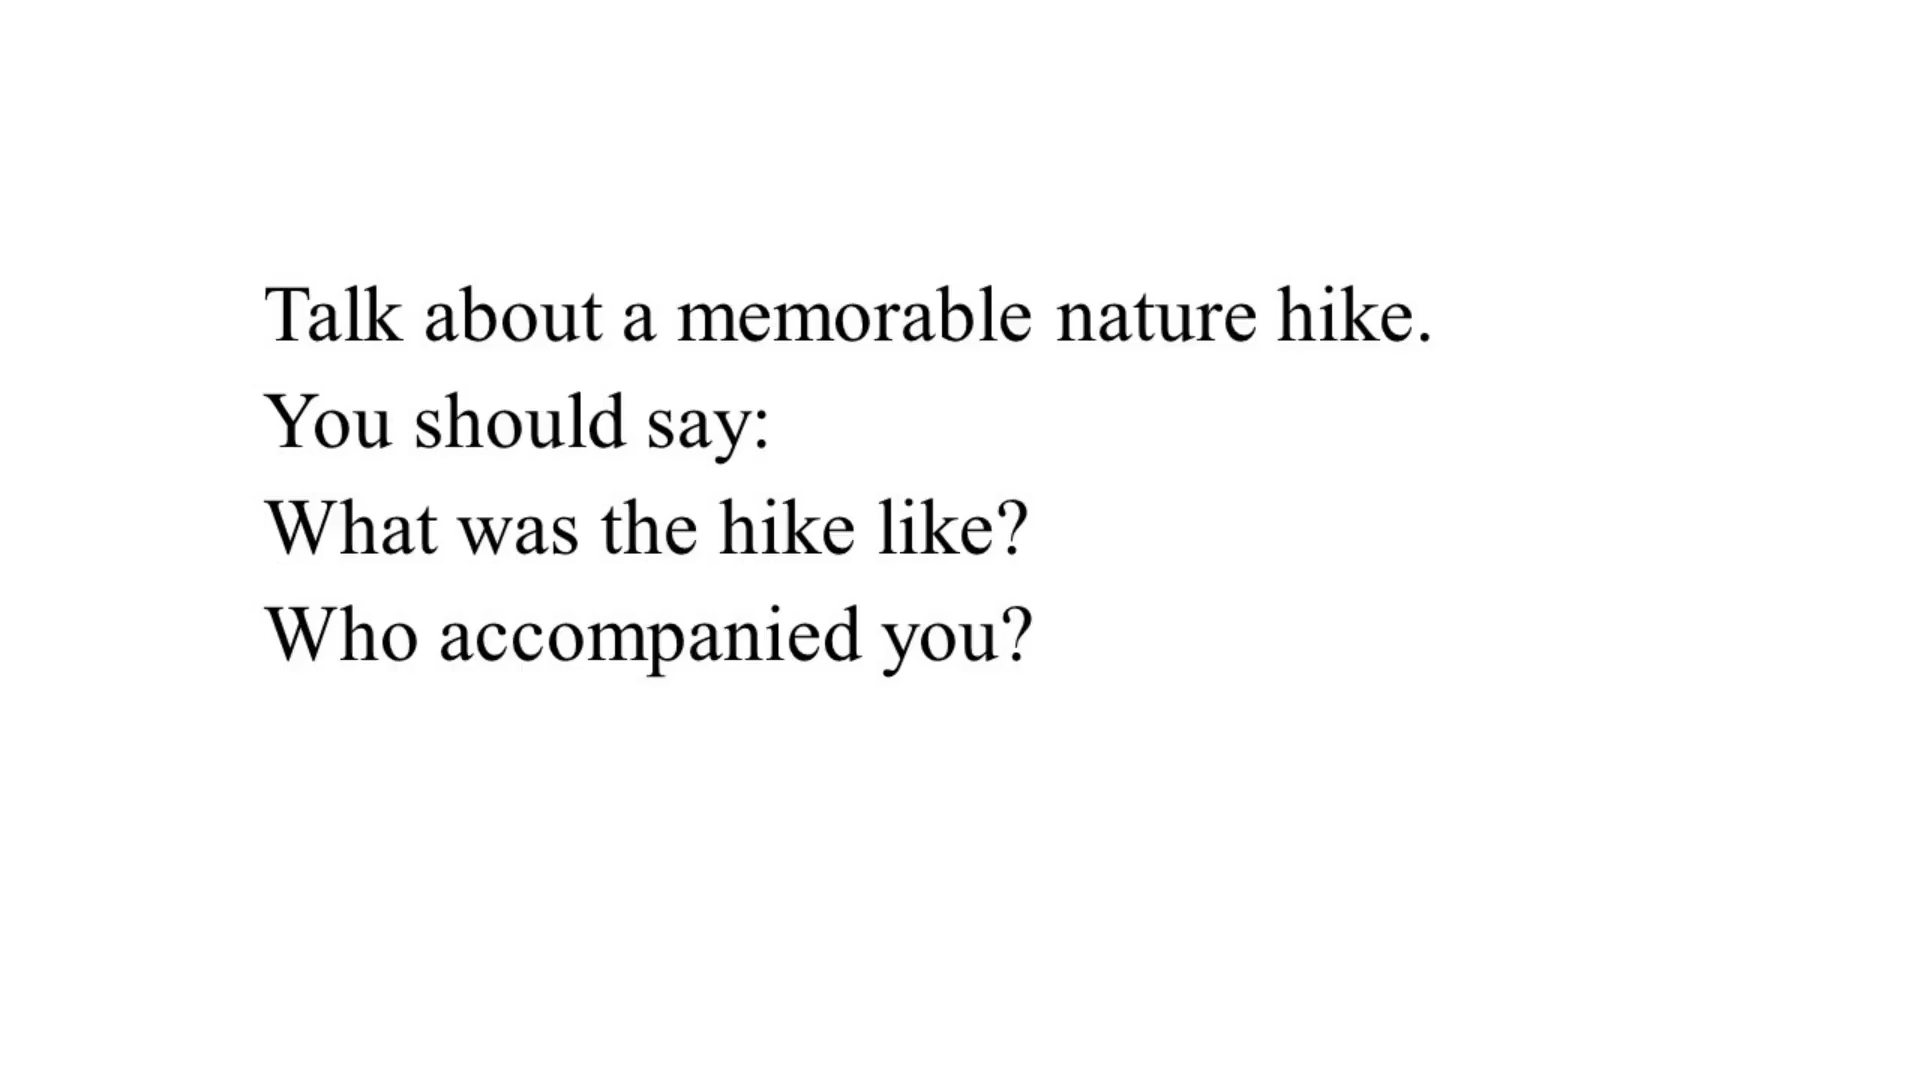 Talk about a memorable nature hike.
You should say:
What was the hike like?
Who accompanied you?